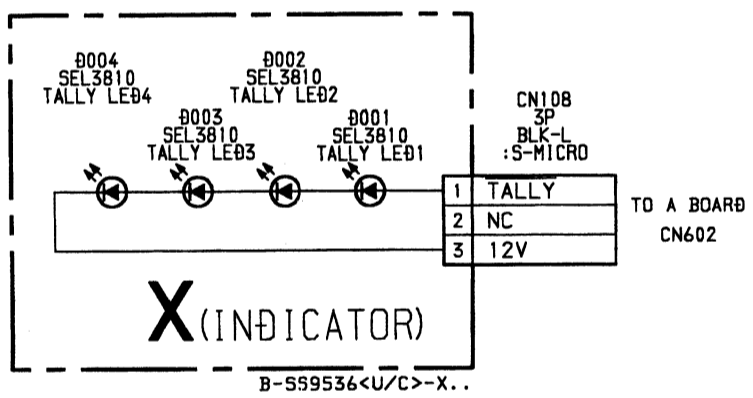 D004
SEL3810
TALLY LED4
D002
SEL3810
TALLY LED2
D003
SEL3810
TALLY LED3
D001
SEL3810
TALLY LED1
CN108
3P
BLK-L
:S-MICRO
1 TALLY
2 NC
3 12V
TO A BOARD
CN602
X (INDICATOR)
B-SS9536<U/C>-X..